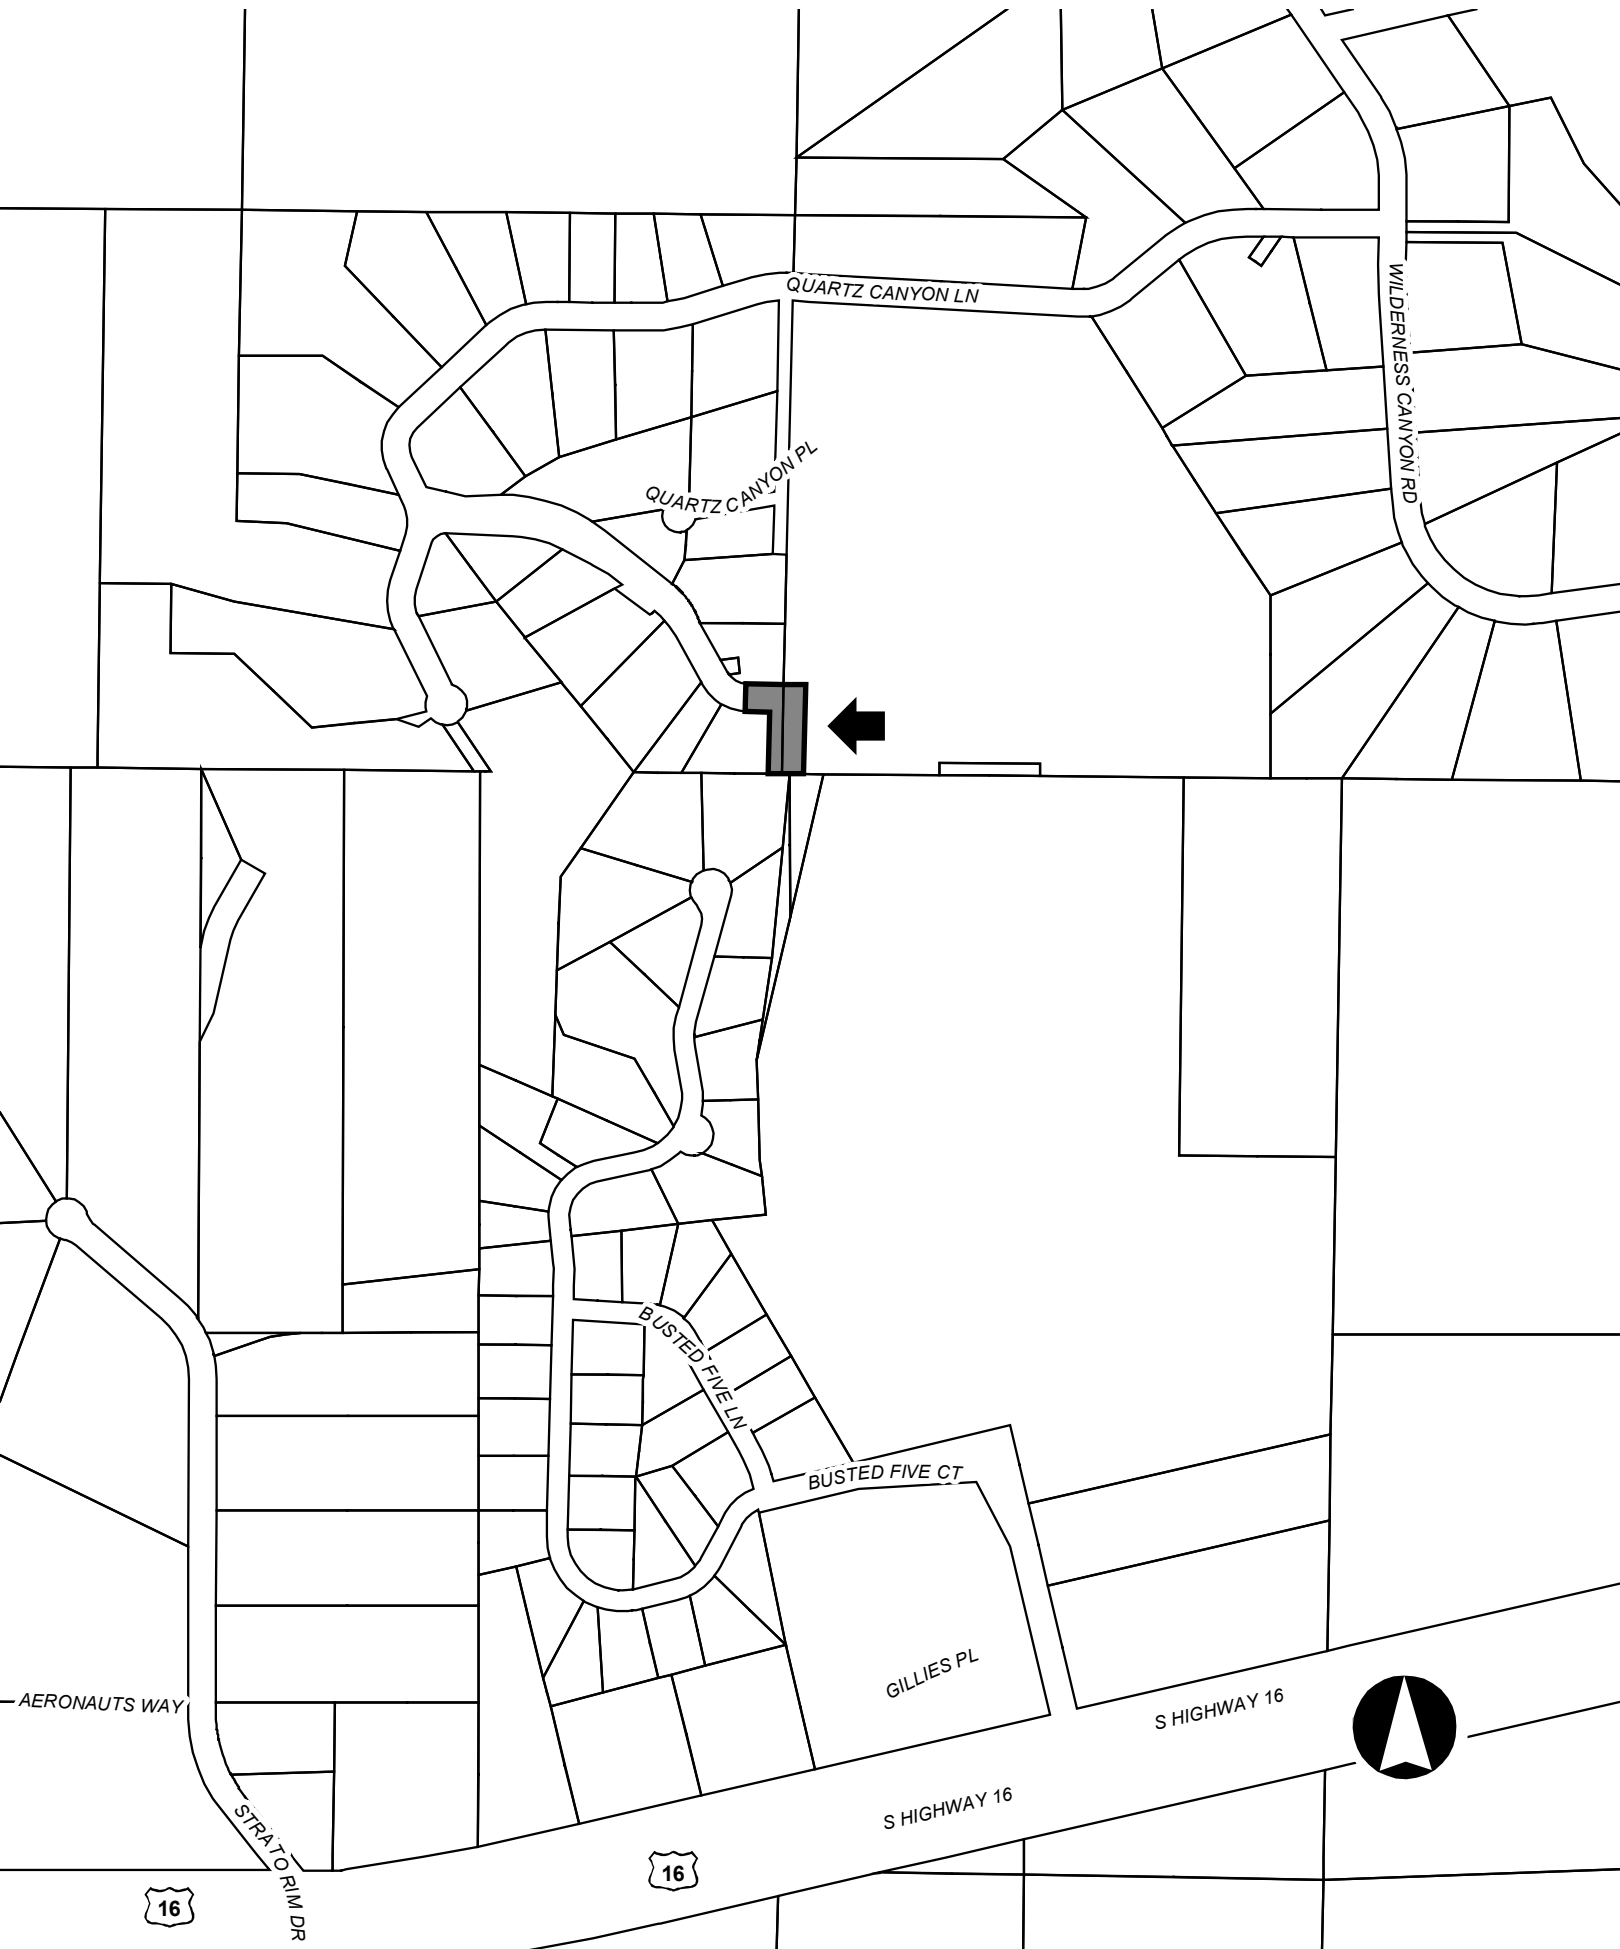 QUARTZ CANYON LN
WILDERNESS CANYON RD
QUARTZ CANYON PL
BUSTED FIVE LN
BUSTED FIVE CT
GILLIES PL
AERONAUTS WAY
S HIGHWAY 16
S HIGHWAY 16
STRATO RIM DR
16
16